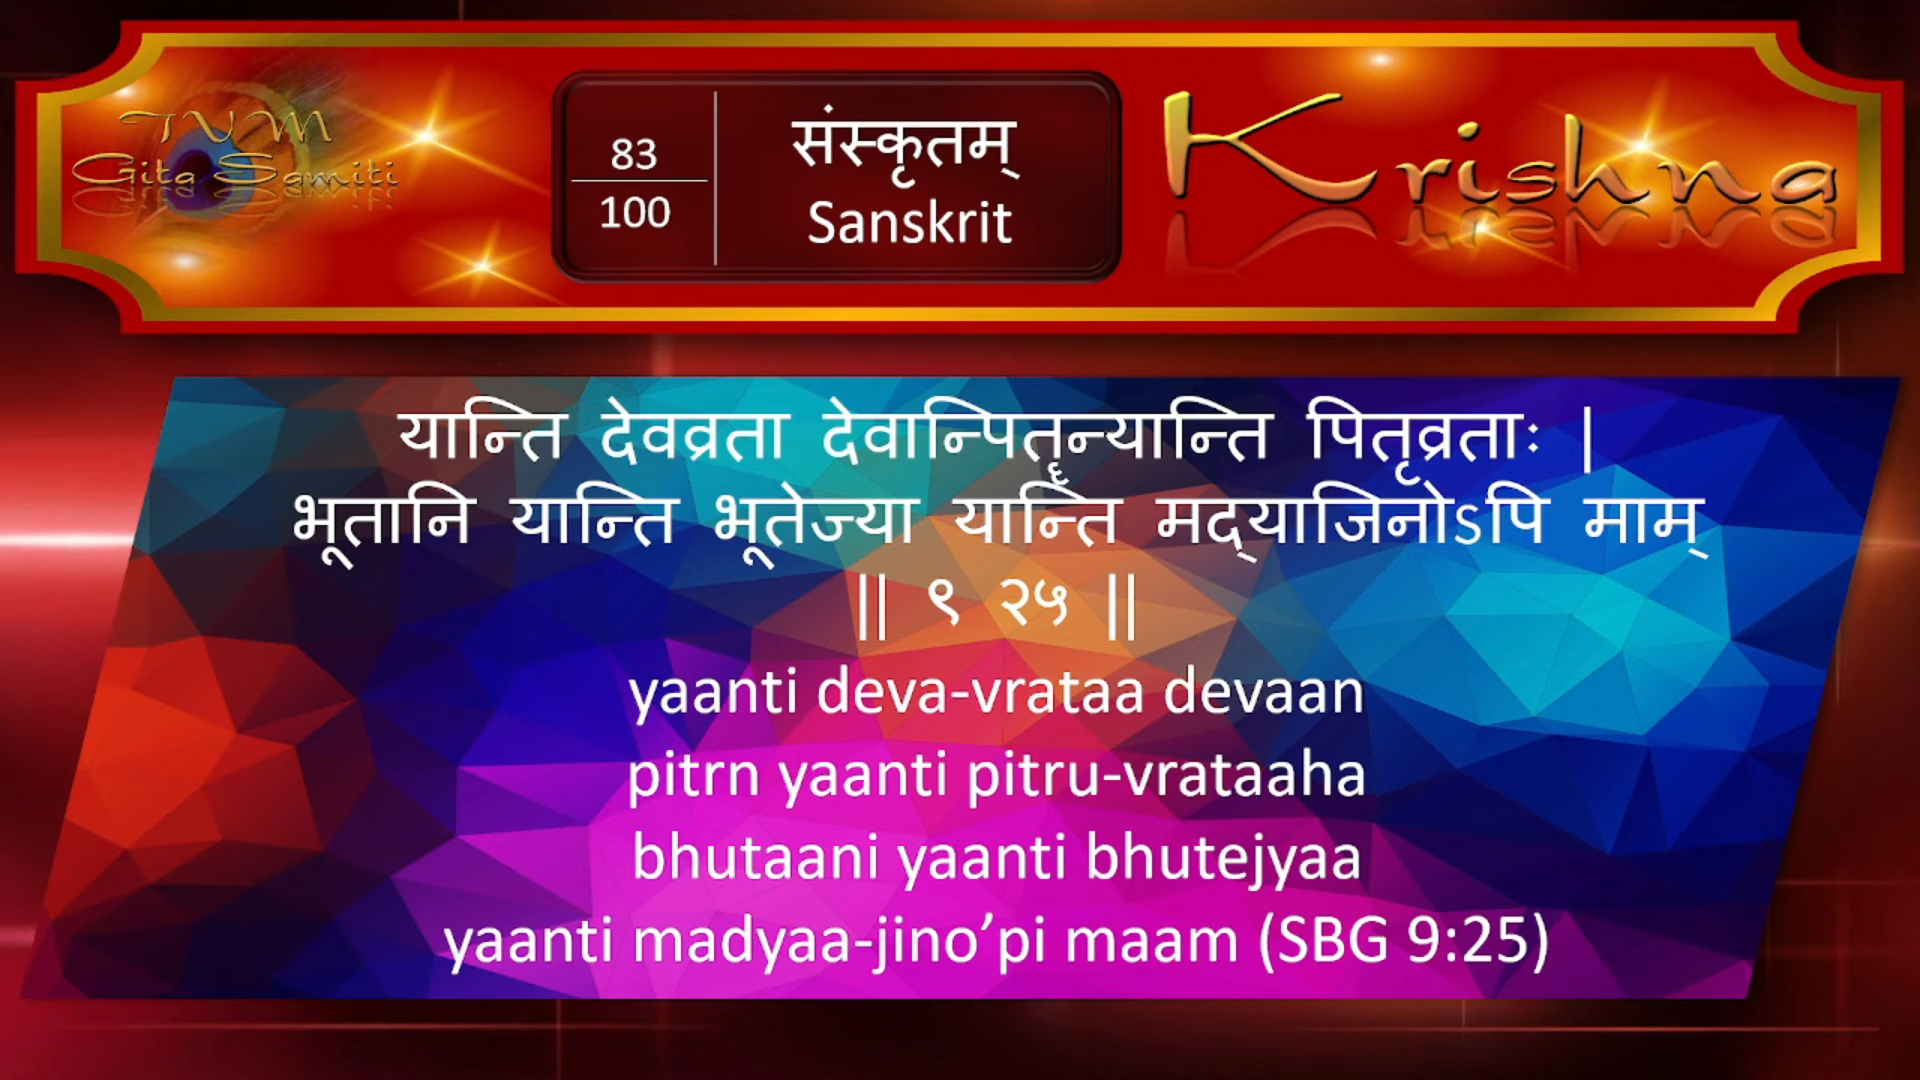 TVM
Gita Samiti
83
100
संस्कृतम्
Sanskrit
Krishna
यान्ति देवव्रता देवान्पितॄन्यान्ति पितृव्रताः |
भूतानि यान्ति भूतेज्या यान्ति मद्याजिनोऽपि माम्
|| ९ २५ ||
yaanti deva-vrataa devaan
pitrn yaanti pitru-vrataaha
bhutaani yaanti bhutejyaa
yaanti madyaa-jino’pi maam (SBG 9:25)